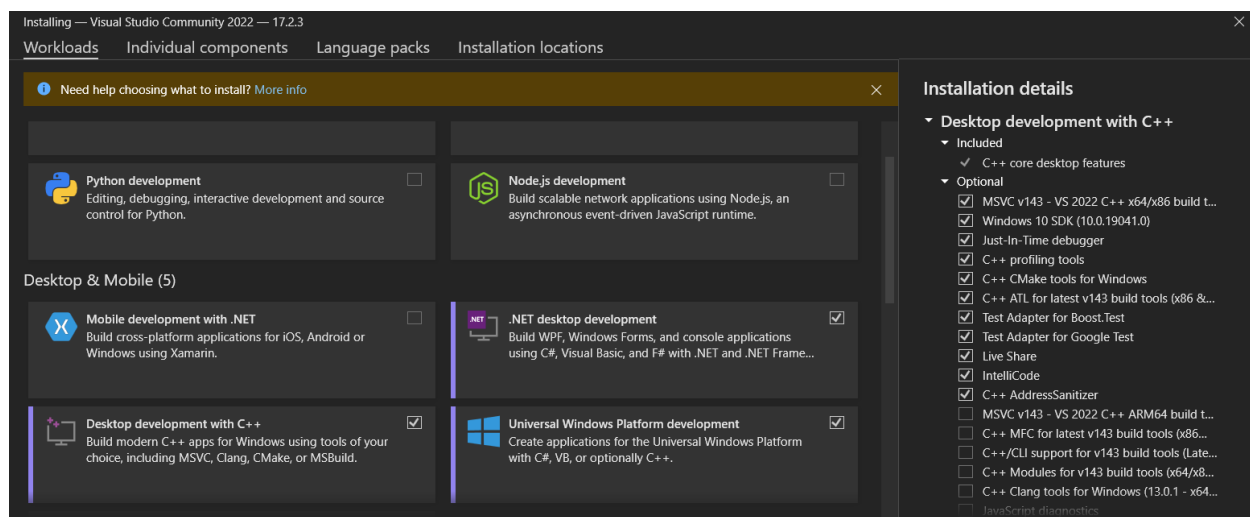 Installing — Visual Studio Community 2022 — 17.2.3
Workloads
Individual components
Language packs
Installation locations
Need help choosing what to install? More info
Python development
Editing, debugging, interactive development and source
control for Python.
Node.js development
Build scalable network applications using Node.js, an
asynchronous event-driven JavaScript runtime.
Desktop & Mobile (5)
Mobile development with .NET
Build cross-platform applications for iOS, Android or
Windows using Xamarin.
.NET
.NET desktop development
Build WPF, Windows Forms, and console applications
using C#, Visual Basic, and F# with .NET and .NET Frame...
Desktop development with C++
Build modern C++ apps for Windows using tools of your
choice, including MSVC, Clang, CMake, or MSBuild.
Universal Windows Platform development
Create applications for the Universal Windows Platform
with C#, VB, or optionally C++.
Installation details
Desktop development with C++
Included
C++ core desktop features
Optional
MSVC v143 - VS 2022 C++ x64/x86 build t...
Windows 10 SDK (10.0.19041.0)
Just-In-Time debugger
C++ profiling tools
C++ CMake tools for Windows
C++ ATL for latest v143 build tools (x86 &...
Test Adapter for Boost.Test
Test Adapter for Google Test
Live Share
IntelliCode
C++ AddressSanitizer
MSVC v143 - VS 2022 C++ ARM64 build t...
C++ MFC for latest v143 build tools (x86...
C++/CLI support for v143 build tools (Late...
C++ Modules for v143 build tools (x64/x8...
C++ Clang tools for Windows (13.0.1 - x64...
JavaScript diagnostics